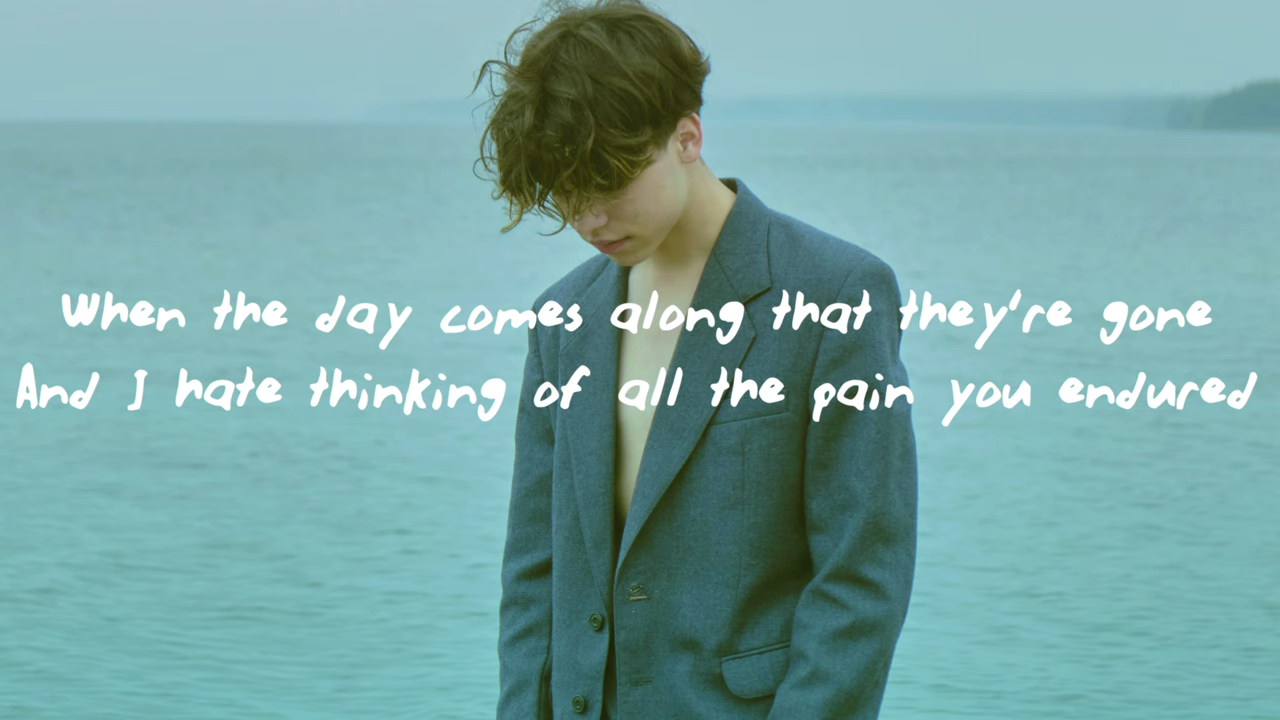 When the day comes along that they're gone
And I hate thinking of all the pain you endured